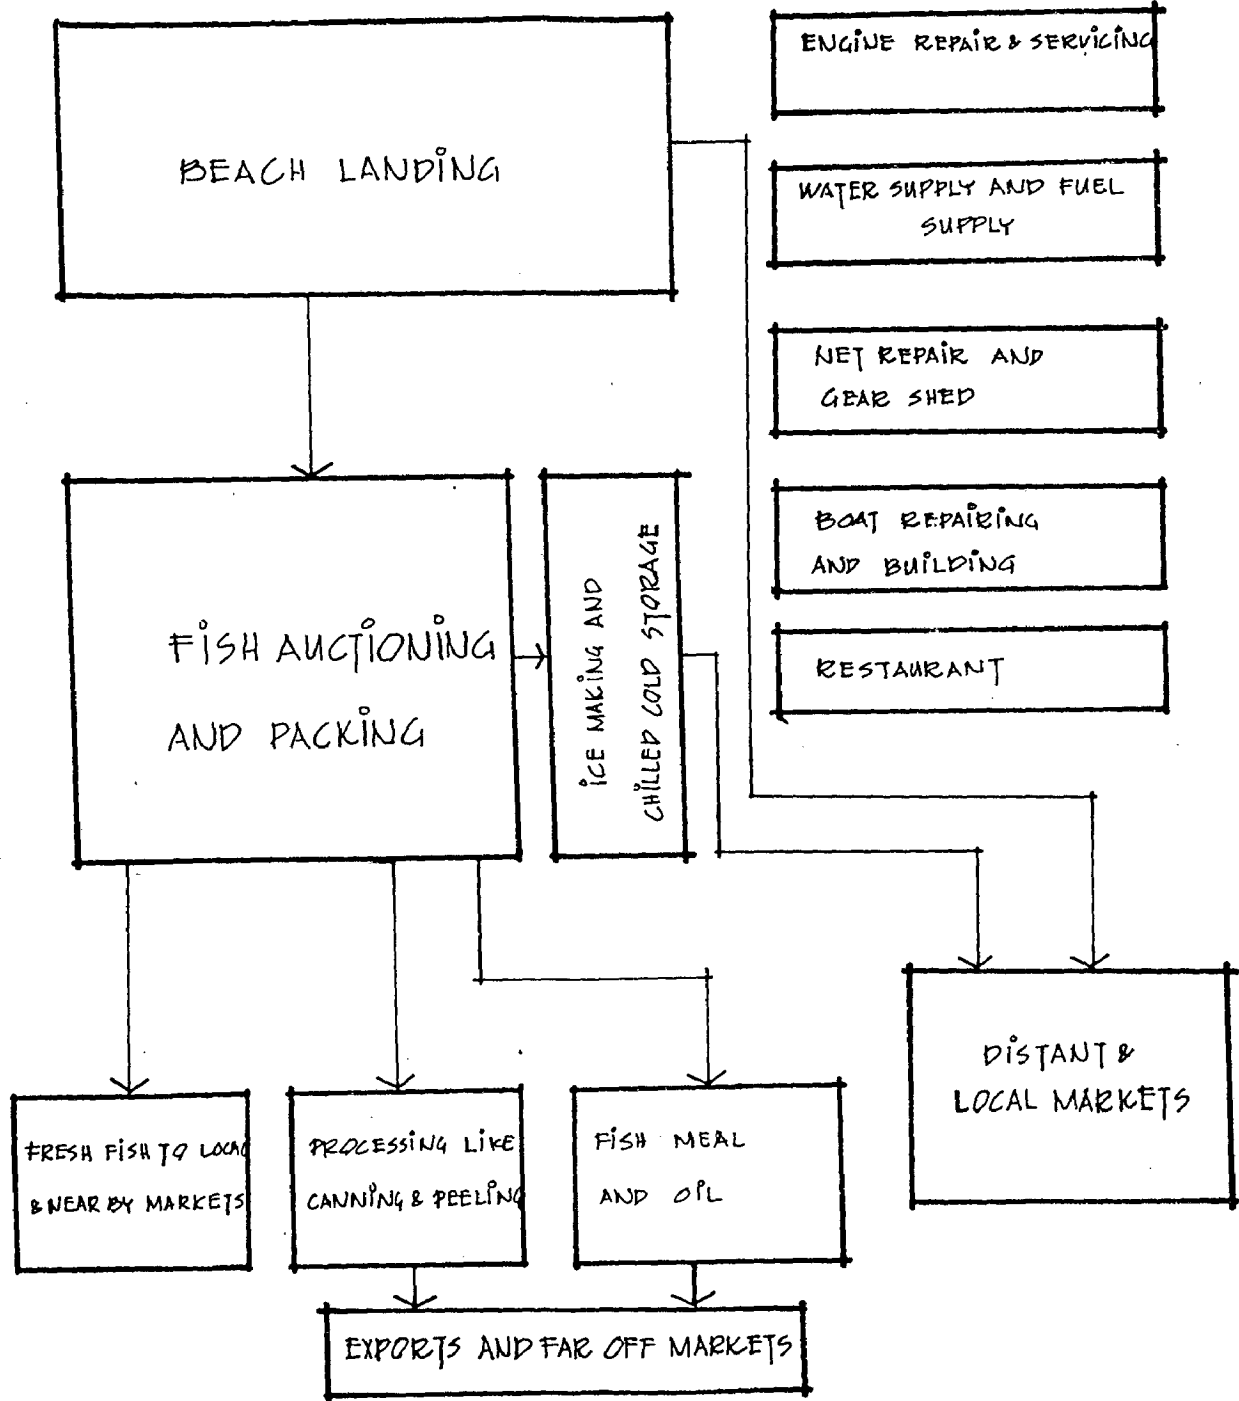 BEACH LANDING
ENGINE REPAIR & SERVICING
WATER SUPPLY AND FUEL
SUPPLY
NET REPAIR AND
GEAR SHED
BOAT REPAIRING
AND BUILDING
RESTAURANT
FISH AUCTIONING
AND PACKING
ICE MAKING AND
CHILLED COLD STORAGE
DISTANT &
LOCAL MARKETS
FRESH FISH TO LOCAL
& NEAR BY MARKETS
PROCESSING LIKE
CANNING & PEELING
FISH MEAL
AND OIL
EXPORTS AND FAR OFF MARKETS